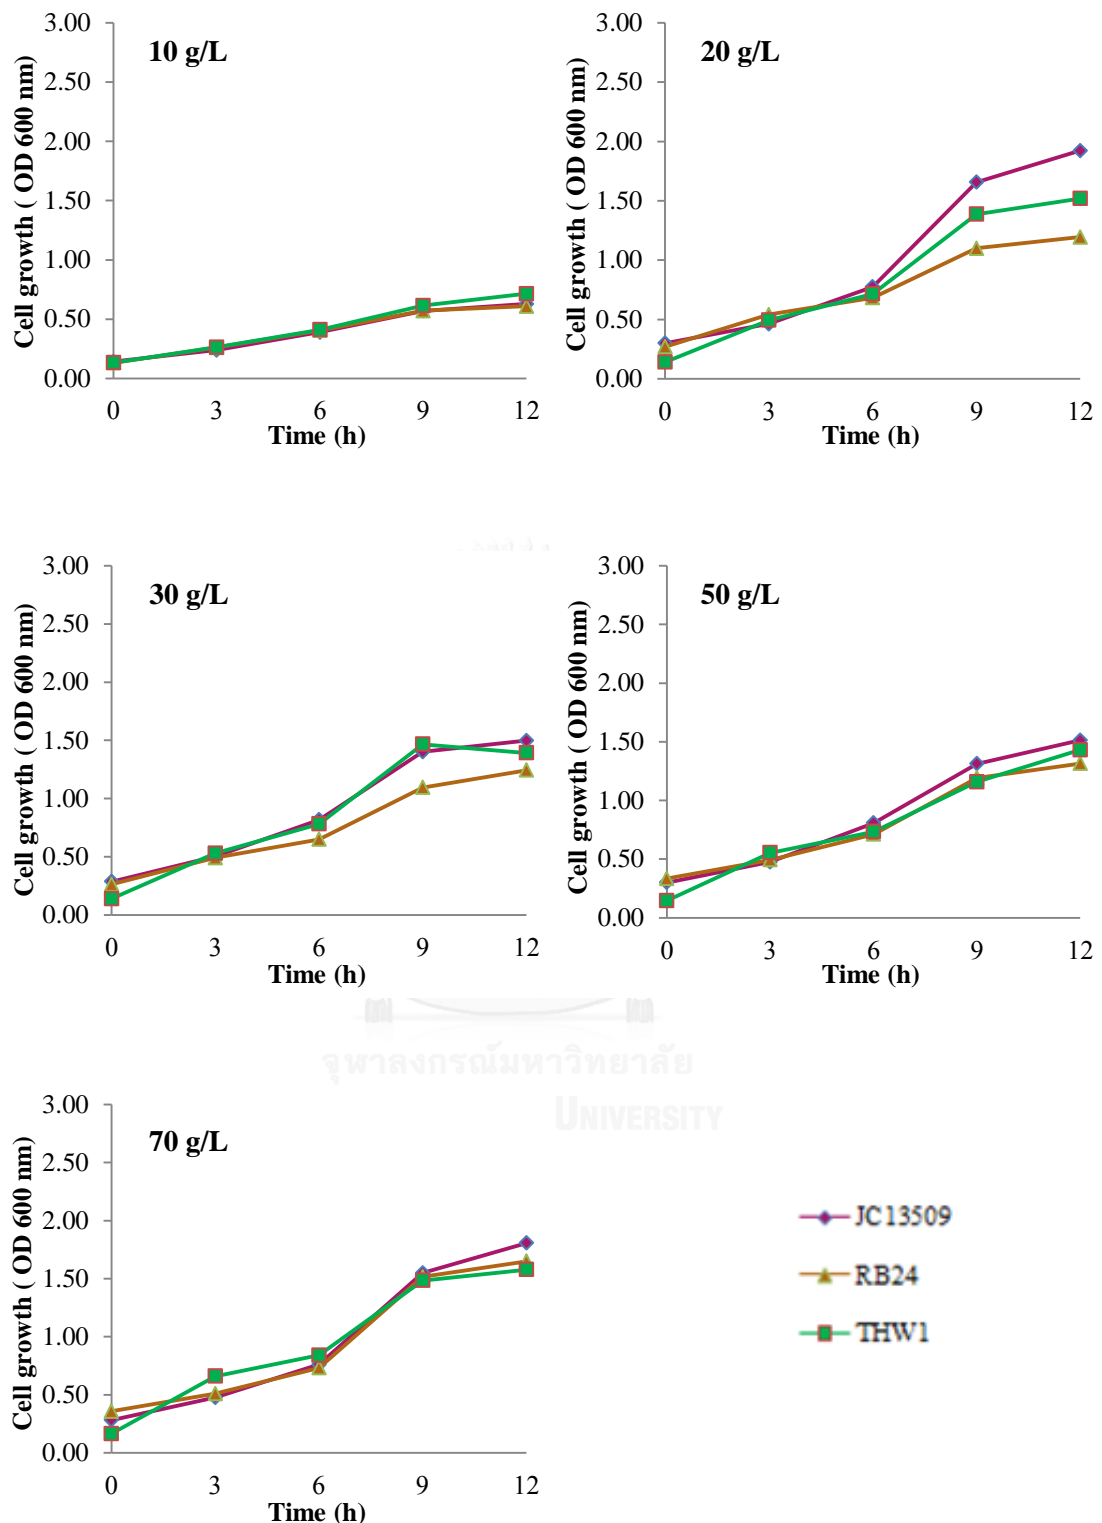 10 g/L
Cell growth ( OD 600 nm)
3.00
2.50
2.00
1.50
1.00
0.50
0.00
0 3 6 9 12
Time (h)
20 g/L
Cell growth ( OD 600 nm)
3.00
2.50
2.00
1.50
1.00
0.50
0.00
0 3 6 9 12
Time (h)
30 g/L
Cell growth ( OD 600 nm)
3.00
2.50
2.00
1.50
1.00
0.50
0.00
0 3 6 9 12
Time (h)
50 g/L
Cell growth ( OD 600 nm)
3.00
2.50
2.00
1.50
1.00
0.50
0.00
0 3 6 9 12
Time (h)
จุฬาลงกรณ์มหาวิทยาลัย
UNIVERSITY
70 g/L
Cell growth ( OD 600 nm)
3.00
2.50
2.00
1.50
1.00
0.50
0.00
0 3 6 9 12
Time (h)
JC13509
RB24
THW1